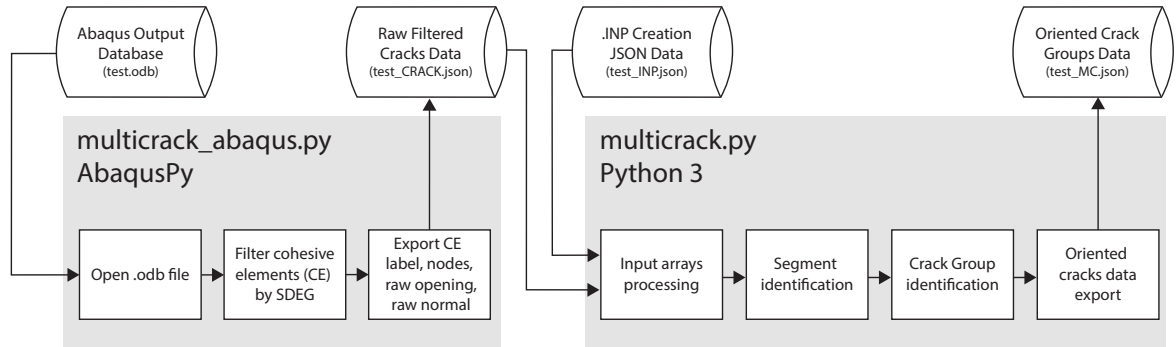 Abaqus Output
Database
(test.odb)
Raw Filtered
Cracks Data
(test_CRACK.json)
.INP Creation
JSON Data
(test_INP.json)
Oriented Crack
Groups Data
(test_MC.json)
multicrack_abaqus.py
AbaqusPy
Open .odb file
Filter cohesive
elements (CE)
by SDEG
Export CE
label, nodes,
raw opening,
raw normal
multicrack.py
Python 3
Input arrays
processing
Segment
identification
Crack Group
identification
Oriented
cracks data
export